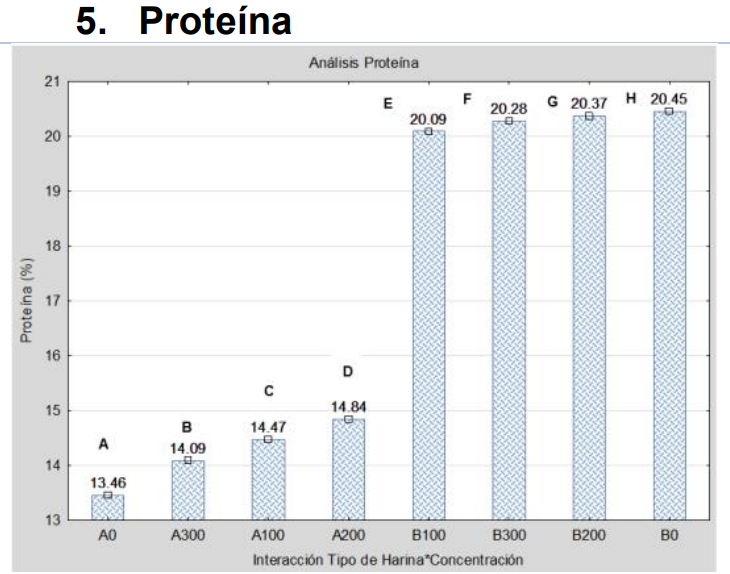 5. Proteína
Análisis Proteína
Proteína (%)
21
20
19
18
17
16
15
14
13
A
13.46
B
14.09
C
14.47
D
14.84
E
20.09
F
20.28
G
20.37
H
20.45
A0 A300 A100 A200 B100 B300 B200 B0
Interacción Tipo de Harina*Concentración